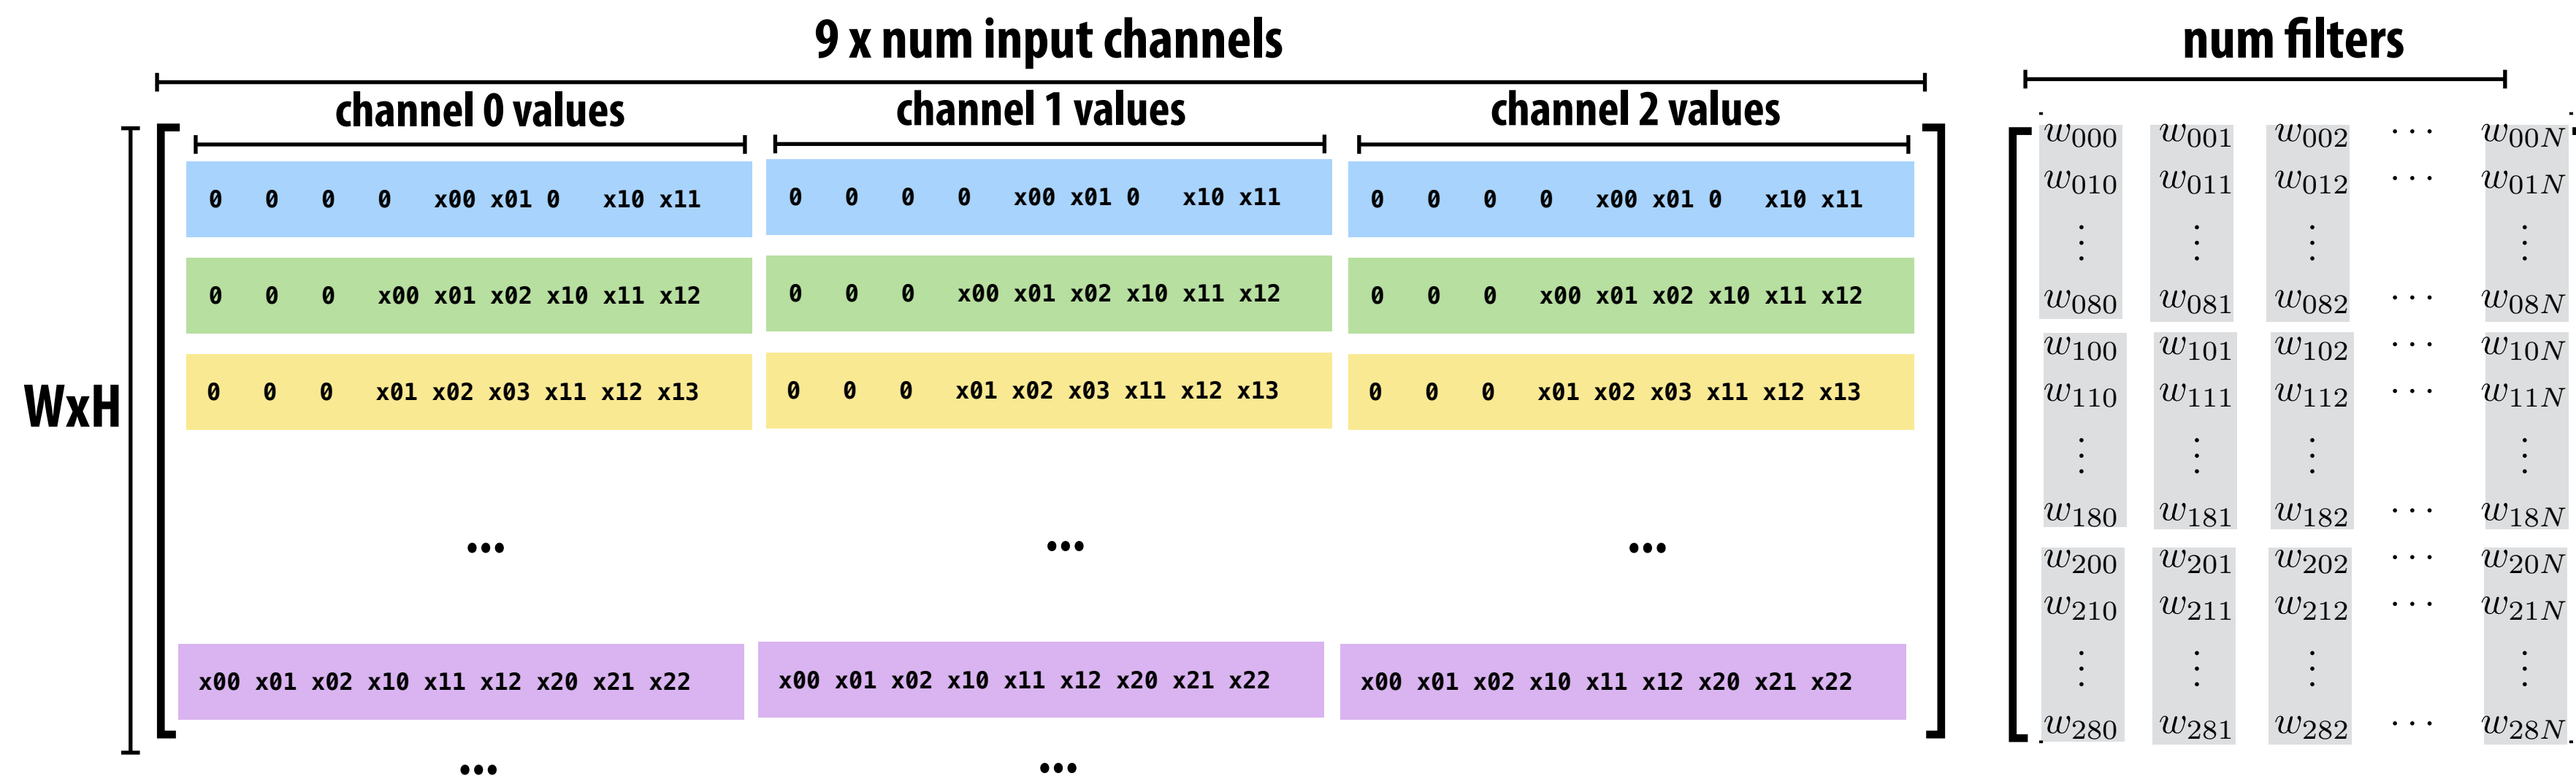 9 x num input channels
num filters
channel 0 values channel 1 values channel 2 values
w000 w001 w002 ··· w00N
0 0 0 0 x00 x01 0 x10 x11 0 0 0 0 x00 x01 0 x10 x11 0 0 0 0 x00 x01 0 x10 x11
w010 w011 w012 ··· w01N
⋮ ⋮ ⋮ ⋮
0 0 0 x00 x01 x02 x10 x11 x12 0 0 0 x00 x01 x02 x10 x11 x12 0 0 0 x00 x01 x02 x10 x11 x12
w080 w081 w082 ··· w08N
w100 w101 w102 ··· w10N
0 0 0 x01 x02 x03 x11 x12 x13 0 0 0 x01 x02 x03 x11 x12 x13 0 0 0 x01 x02 x03 x11 x12 x13
w110 w111 w112 ··· w11N
WxH
⋮ ⋮ ⋮ ⋮
w180 w181 w182 ··· w18N
... ... ...
w200 w201 w202 ··· w20N
w210 w211 w212 ··· w21N
⋮ ⋮ ⋮ ⋮
x00 x01 x02 x10 x11 x12 x20 x21 x22 x00 x01 x02 x10 x11 x12 x20 x21 x22 x00 x01 x02 x10 x11 x12 x20 x21 x22
w280 w281 w282 ··· w28N
... ...